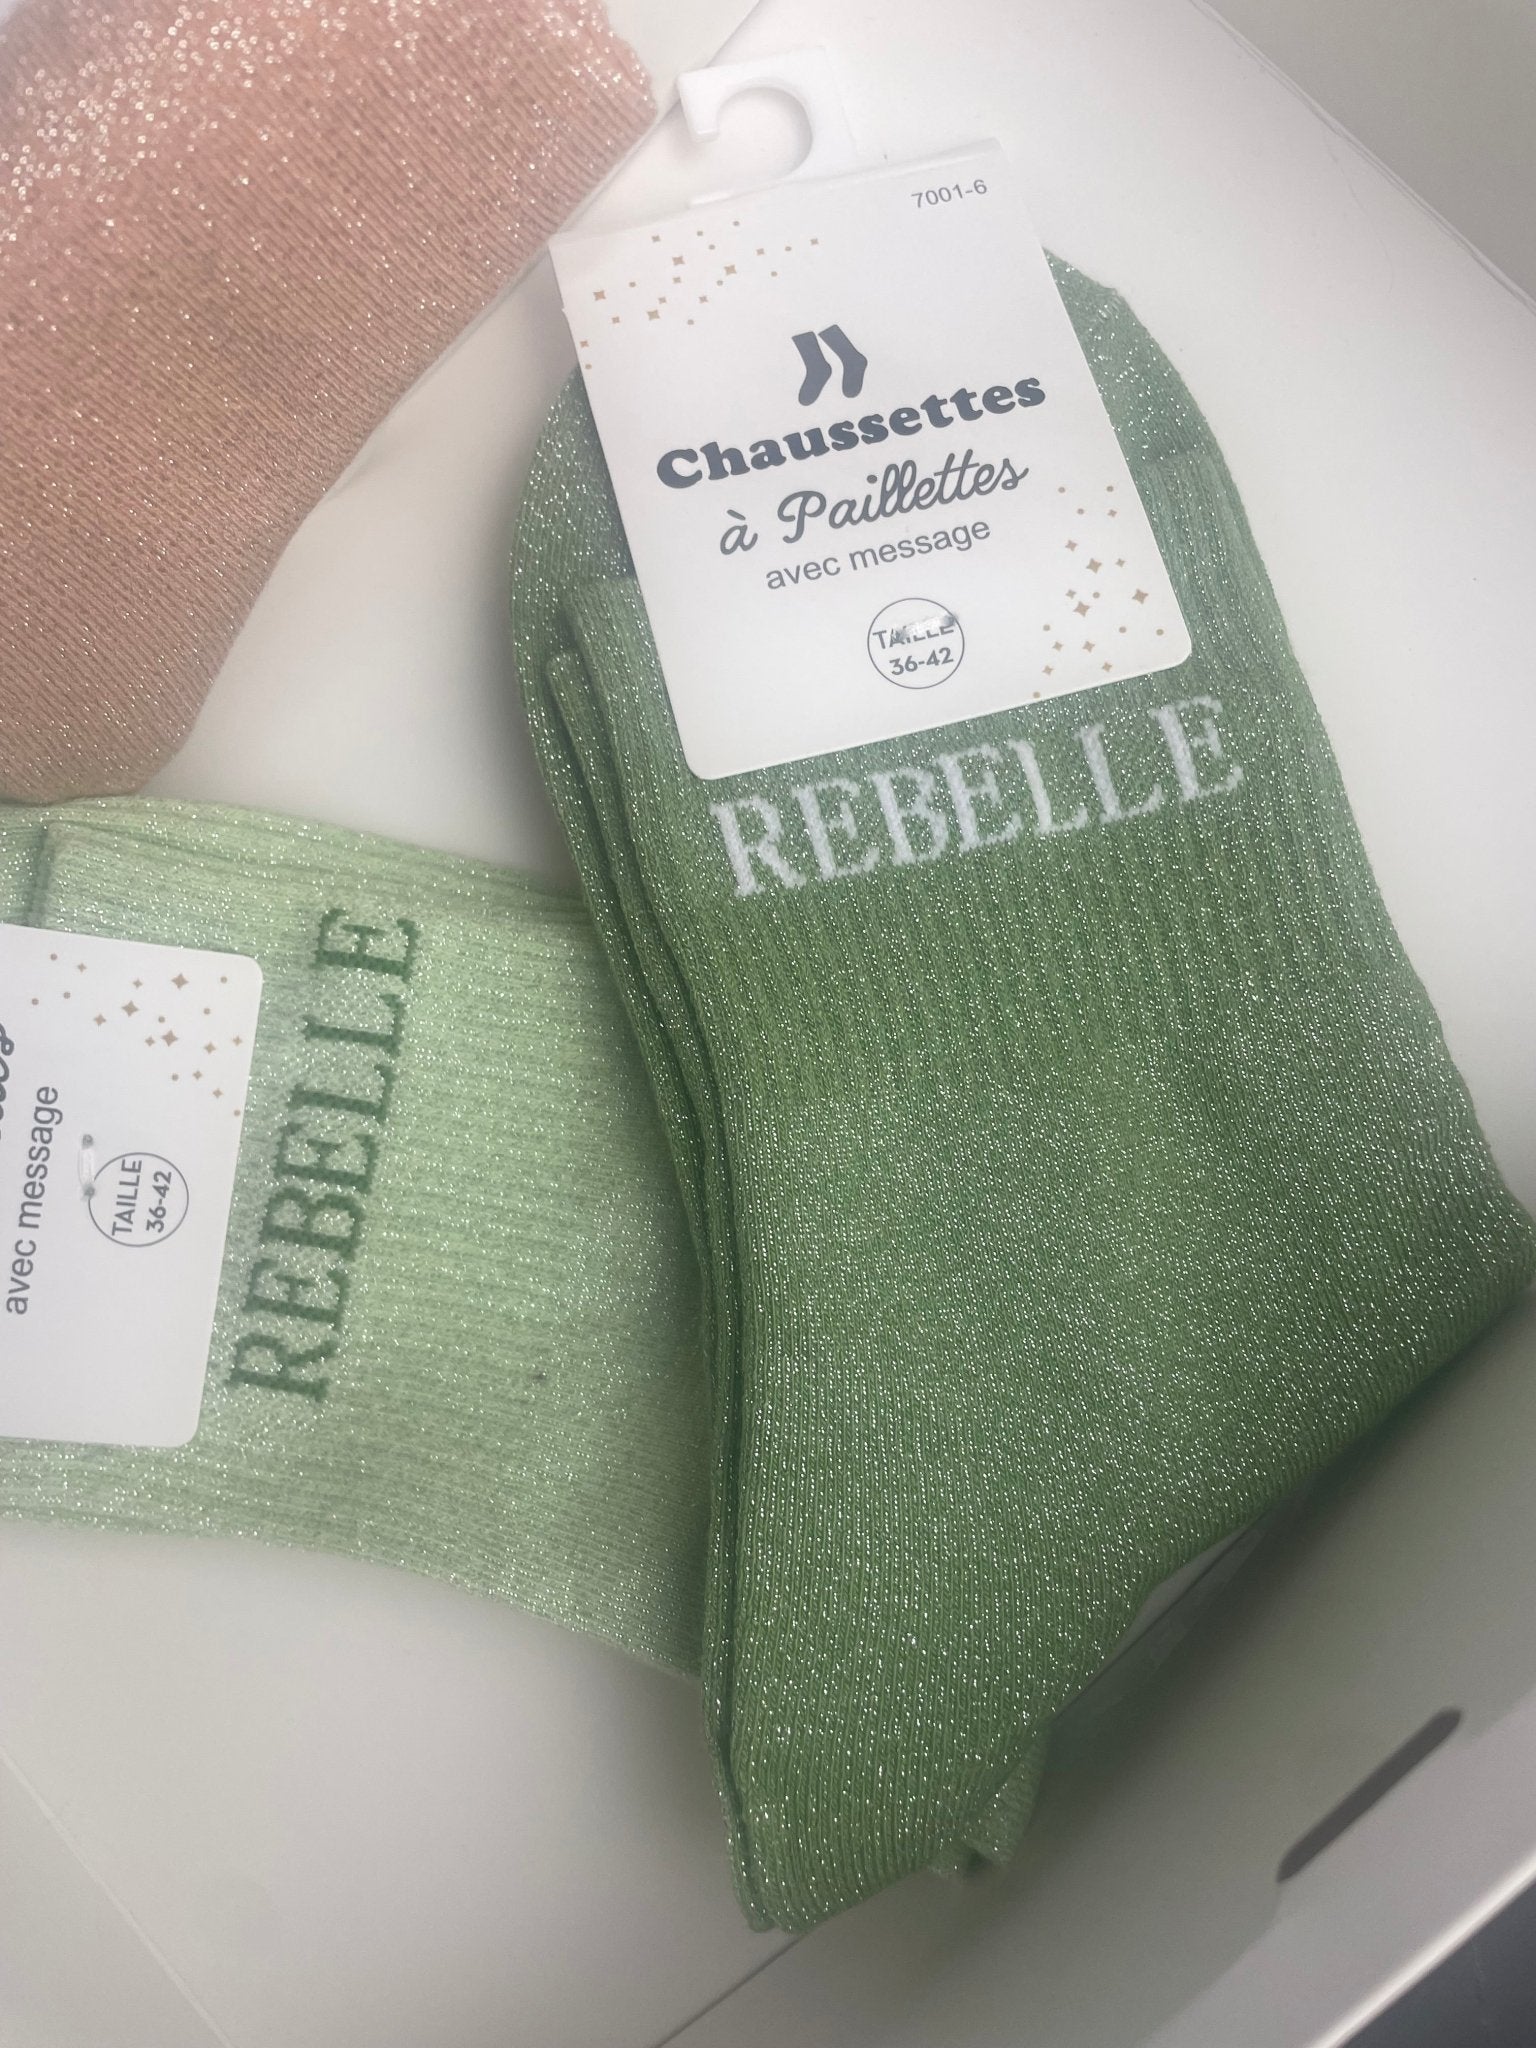 7001-6
Chaussettes
à Paillettes
avec message
TAILLE
36-42
REBELLE
avec message
TAILLE
36-42
REBELLE